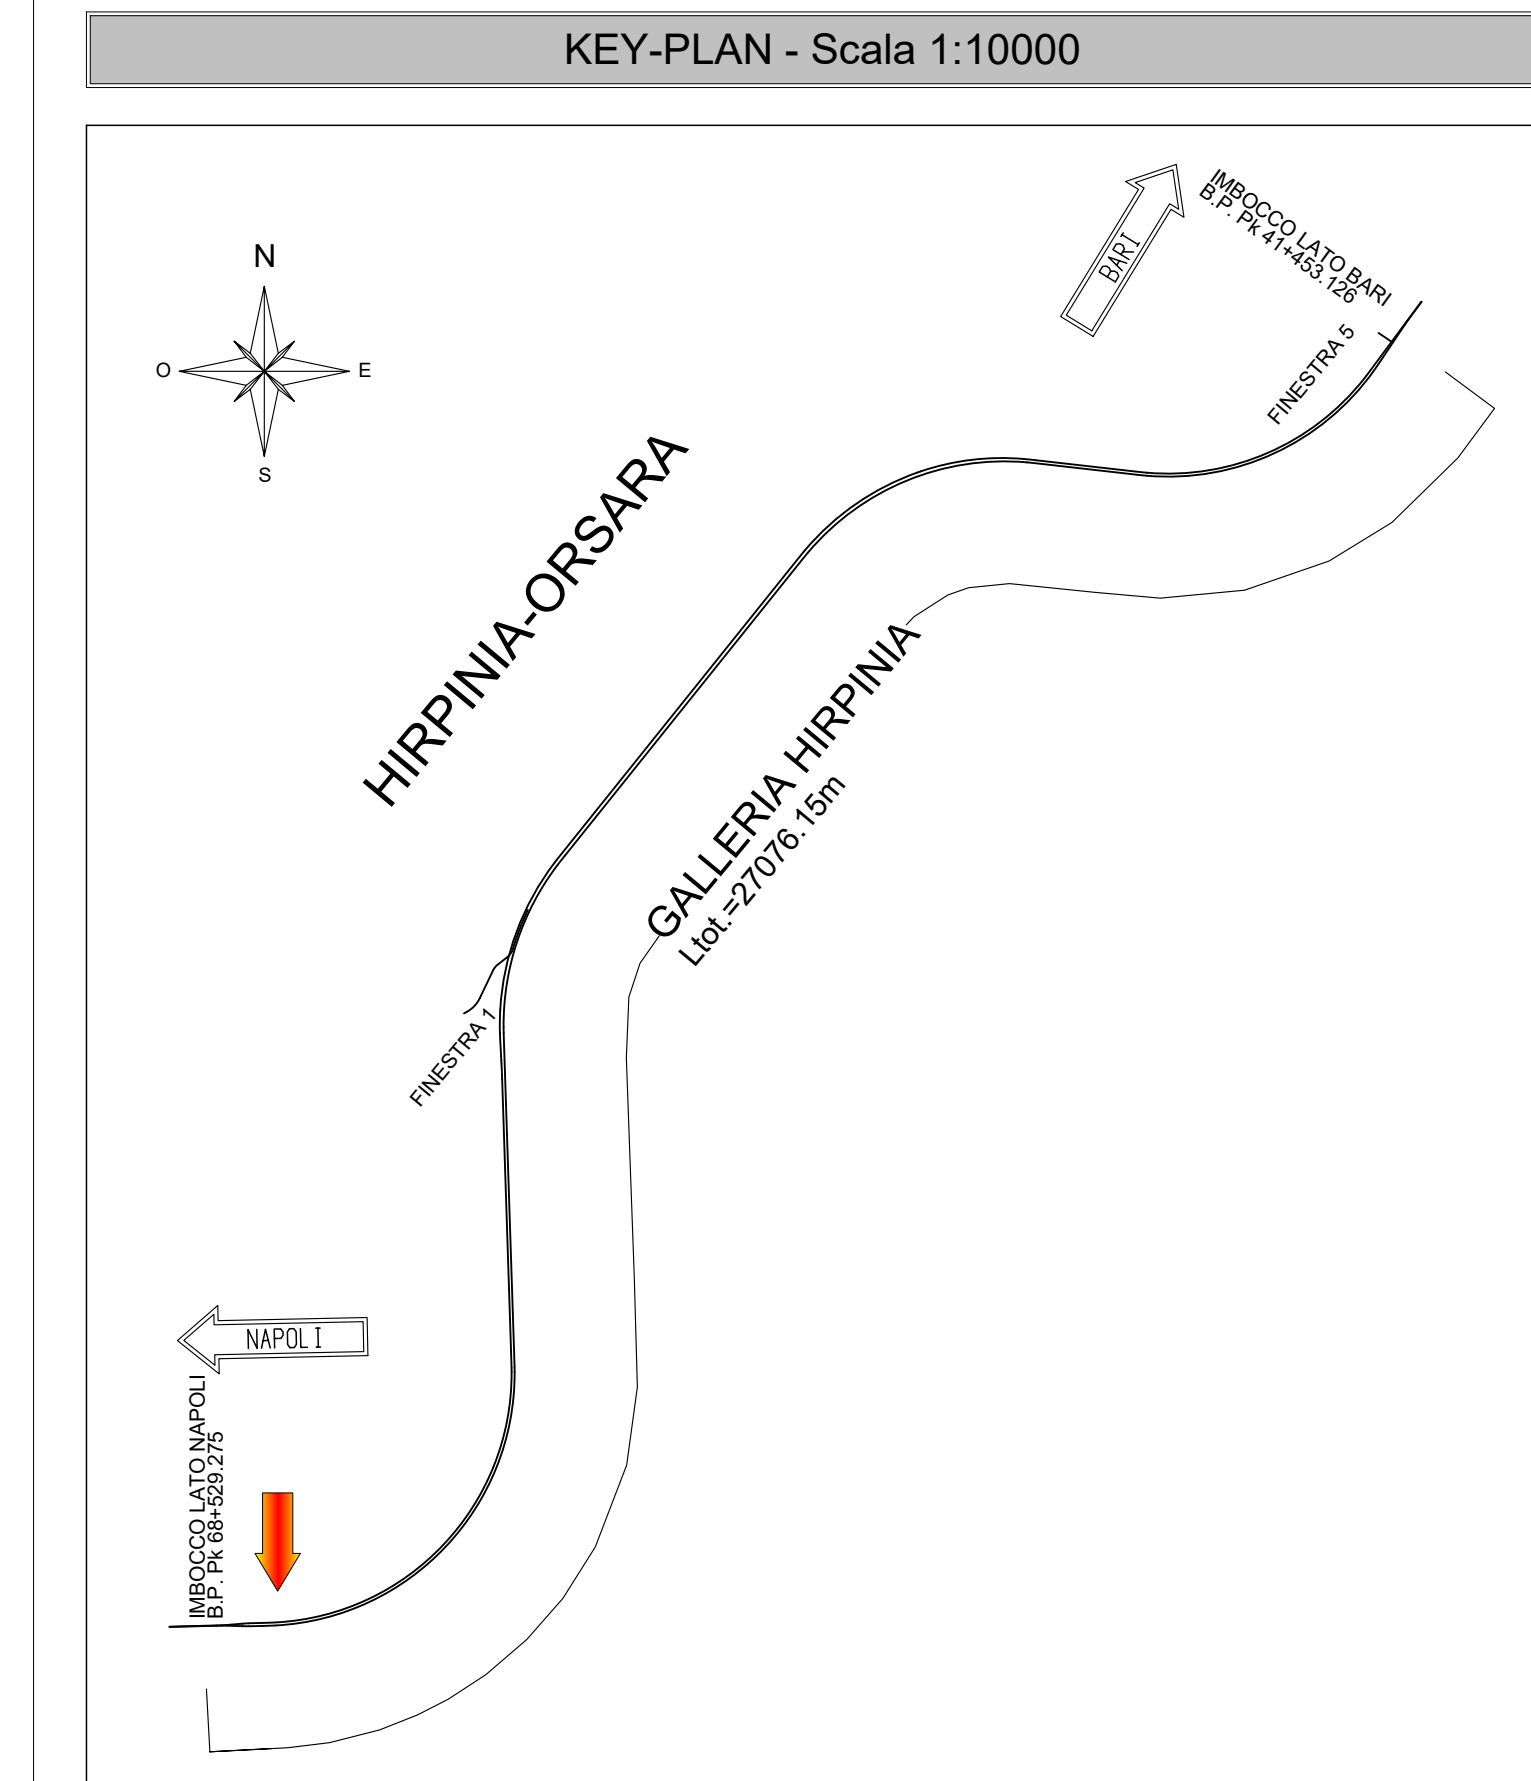 KEY-PLAN - Scala 1:10000
BARI
IMBOCCO LATO BARI
B.P. Pk 41+453.126
N
O
E
S
FINESTRA 5
HIRPINIA-ORSARA
GALLERIA HIRPINIA
Ltot.=27076.15m
FINESTRA 1
NAPOLI
IMBOCCO LATO NAPOLI
B.P. Pk 68+529.275